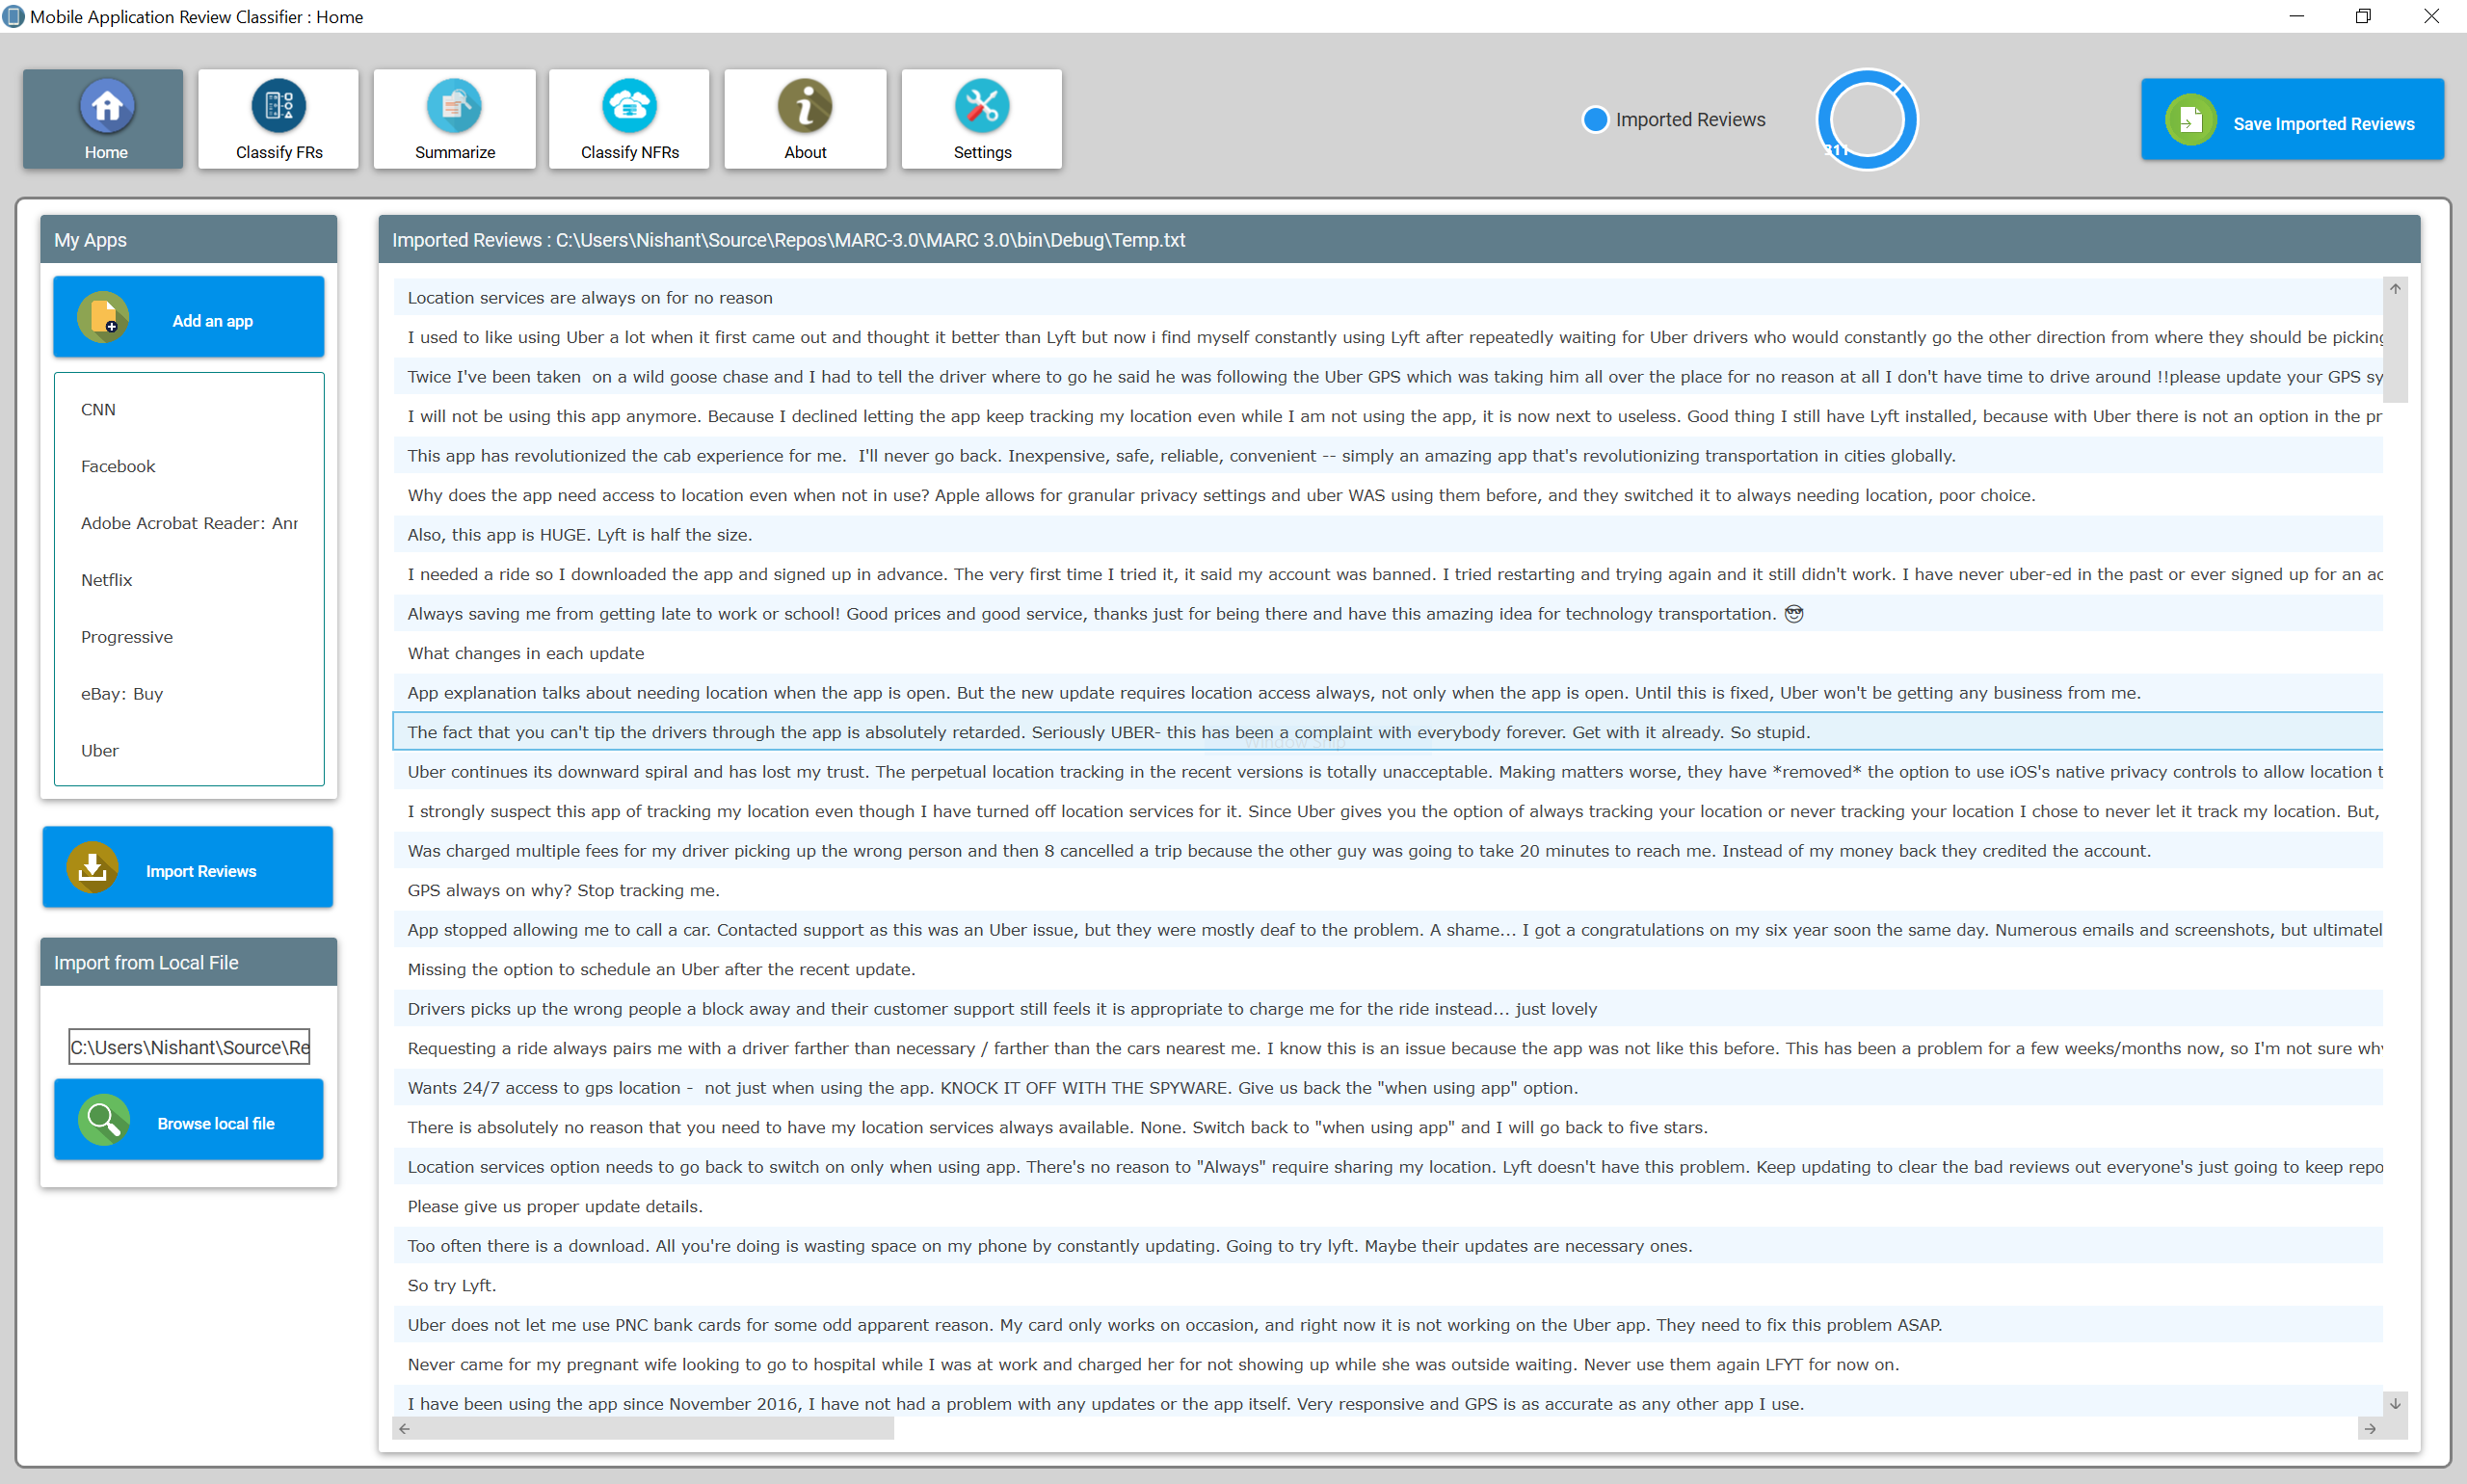 Mobile Application Review Classifier : Home
Home
Classify FRs
Summarize
Classify NFRs
About
Settings
Imported Reviews
311
Save Imported Reviews
My Apps
Add an app
CNN
Facebook
Adobe Acrobat Reader: Anr
Netflix
Progressive
eBay: Buy
Uber
Import Reviews
Import from Local File
C:\Users\Nishant\Source\Re
Browse local file
Imported Reviews : C:\Users\Nishant\Source\Repos\MARC-3.0\MARC 3.0\bin\Debug\Temp.txt
Location services are always on for no reason
I used to like using Uber a lot when it first came out and thought it better than Lyft but now i find myself constantly using Lyft after repeatedly waiting for Uber drivers who would constantly go the other direction from where they should be picking
Twice I've been taken  on a wild goose chase and I had to tell the driver where to go he said he was following the Uber GPS which was taking him all over the place for no reason at all I don't have time to drive around !!please update your GPS sy
I will not be using this app anymore. Because I declined letting the app keep tracking my location even while I am not using the app, it is now next to useless. Good thing I still have Lyft installed, because with Uber there is not an option in the pr
This app has revolutionized the cab experience for me.  I'll never go back. Inexpensive, safe, reliable, convenient -- simply an amazing app that's revolutionizing transportation in cities globally.
Why does the app need access to location even when not in use? Apple allows for granular privacy settings and uber WAS using them before, and they switched it to always needing location, poor choice.
Also, this app is HUGE. Lyft is half the size.
I needed a ride so I downloaded the app and signed up in advance. The very first time I tried it, it said my account was banned. I tried restarting and trying again and it still didn't work. I have never uber-ed in the past or ever signed up for an ac
Always saving me from getting late to work or school! Good prices and good service, thanks just for being there and have this amazing idea for technology transportation. 😎
What changes in each update
App explanation talks about needing location when the app is open. But the new update requires location access always, not only when the app is open. Until this is fixed, Uber won't be getting any business from me.
The fact that you can't tip the drivers through the app is absolutely retarded. Seriously UBER- this has been a complaint with everybody forever. Get with it already. So stupid.
Window Snip
Uber continues its downward spiral and has lost my trust. The perpetual location tracking in the recent versions is totally unacceptable. Making matters worse, they have *removed* the option to use iOS's native privacy controls to allow location t
I strongly suspect this app of tracking my location even though I have turned off location services for it. Since Uber gives you the option of always tracking your location or never tracking your location I chose to never let it track my location. But,
Was charged multiple fees for my driver picking up the wrong person and then 8 cancelled a trip because the other guy was going to take 20 minutes to reach me. Instead of my money back they credited the account.
GPS always on why? Stop tracking me.
App stopped allowing me to call a car. Contacted support as this was an Uber issue, but they were mostly deaf to the problem. A shame... I got a congratulations on my six year soon the same day. Numerous emails and screenshots, but ultimatel
Missing the option to schedule an Uber after the recent update.
Drivers picks up the wrong people a block away and their customer support still feels it is appropriate to charge me for the ride instead... just lovely
Requesting a ride always pairs me with a driver farther than necessary / farther than the cars nearest me. I know this is an issue because the app was not like this before. This has been a problem for a few weeks/months now, so I'm not sure why
Wants 24/7 access to gps location -  not just when using the app. KNOCK IT OFF WITH THE SPYWARE. Give us back the "when using app" option.
There is absolutely no reason that you need to have my location services always available. None. Switch back to "when using app" and I will go back to five stars.
Location services option needs to go back to switch on only when using app. There's no reason to "Always" require sharing my location. Lyft doesn't have this problem. Keep updating to clear the bad reviews out everyone's just going to keep repo
Please give us proper update details.
Too often there is a download. All you're doing is wasting space on my phone by constantly updating. Going to try lyft. Maybe their updates are necessary ones.
So try Lyft.
Uber does not let me use PNC bank cards for some odd apparent reason. My card only works on occasion, and right now it is not working on the Uber app. They need to fix this problem ASAP.
Never came for my pregnant wife looking to go to hospital while I was at work and charged her for not showing up while she was outside waiting. Never use them again LFYT for now on.
I have been using the app since November 2016, I have not had a problem with any updates or the app itself. Very responsive and GPS is as accurate as any other app I use.